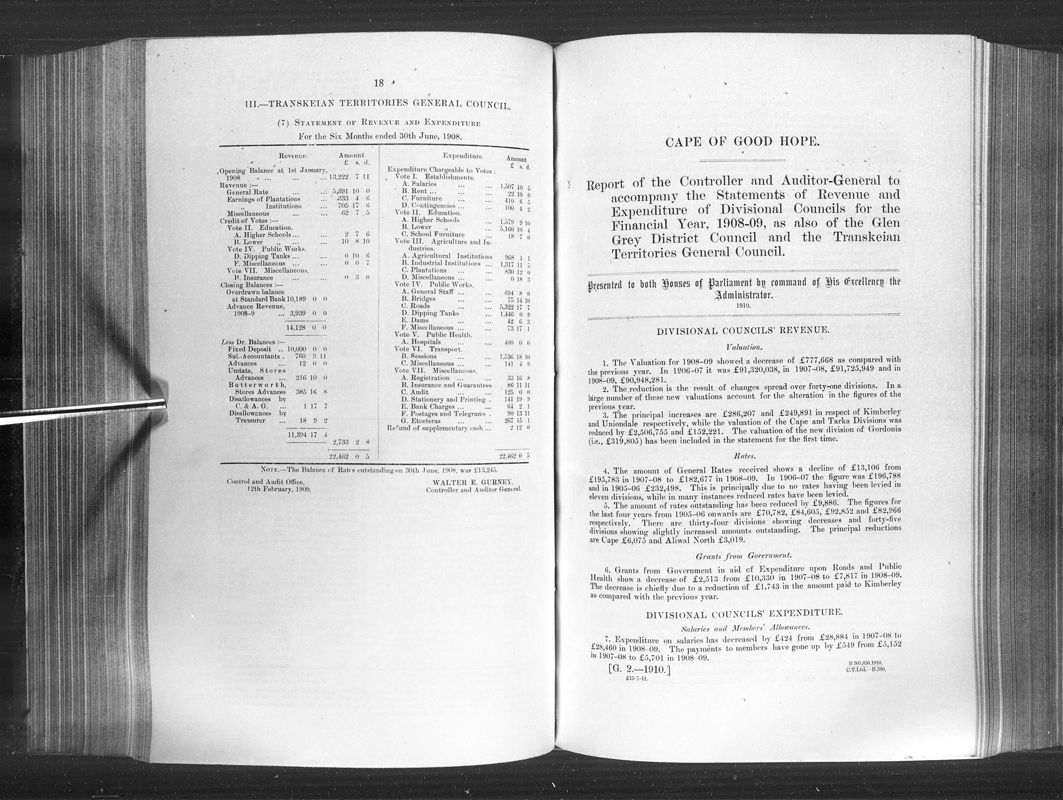 18
III.—TRANSKEIAN TERRITORIES GENERAL COUNCIL.
(7) STATEMENT OF REVENUE AND EXPENDITURE
For the Six Months ended 30th June, 1908.
Revenue. Amount
£ s. d.
Opening Balance at 1st January,
1908 ... ... ... 13,222 7 11
Revenue :—
General Rate ... ... 5,391 10 0
Earnings of Plantations ... 333 4 6
Institutions ... 705 17 6
Miscellaneous ... ... 62 7 5
Credit of Votes :—
Vote II. Education.
A. Higher Schools ... ... 2 7 6
B. Lower „ ... ... 10 8 10
Vote IV. Public Works.
D. Dipping Tanks ... ... 0 10 6
F. Miscellaneous ... ... 0 0 7
Vote VII. Miscellaneous.
B. Insurance ... ... 0 3 0
Closing Balances :—
Overdrawn balance
at Standard Bank 10,189 0 0
Advance Revenue,
1908-9 ... 3,939 0 0
14,128 0 0
Less Dr. Balances :—
Fixed Deposit .. 10,000 0 0
Sub-Accountants . 760 3 11
Advances ... 12 0 0
Umtata, Stores
Advances ... 216 10 0
Butterworth,
Stores Advances 385 16 8
Disallowances by
C. & A. G. ... 1 17 7
Disallowances by
Treasurer ... 18 9 2
11,394 17 4
2,733 2 8
22,462 0 5
Expenditure. Amount
£ s. d.
Expenditure Chargeable to Votes :
Vote I. Establishments.
A. Salaries ... ... 1,507 10 5
B. Rent ... ... ... 22 10 0
C. Furniture ... ... 410 6 5
D. Contingencies ... ... 100 4 2
Vote II. Education.
A. Higher Schools ... 1,579 9 10
B. Lower „ ... 5,160 10 4
C. School Furniture ... 18 7 0
Vote III. Agriculture and In-
dustries.
A. Agricultural Institutions 968 1 1
B. Industrial Institutions ... 1,317 11 5
C. Plantations ... ... 830 12 0
D. Miscellaneous ... ... 0 18 3
Vote IV. Public Works.
A. General Staff ... ... 694 8 0
B. Bridges ... ... 75 14 10
C. Roads ... ... 5,322 17 7
D. Dipping Tanks ... 1,446 0 9
E. Dams ... ... 42 6 3
F. Miscellaneous ... ... 73 17 1
Vote V. Public Health.
A. Hospitals ... ... 400 0 0
Vote VI. Transport.
B. Sessions ... ... 1,536 18 10
C. Miscellaneous ... ... 141 4 9
Vote VII. Miscellaneous.
A. Registration ... ... 33 16 8
B. Insurance and Guarantees . 86 11 11
C. Audit ... ... 125 0 0
D. Stationery and Printing . 141 19 9
E. Bank Charges ... ... 64 2 1
F. Postages and Telegrams . 90 13 11
G. Etceteras ... ... 267 15 1
Refund of supplementary cash ... 2 12 0
22,462 0 5
NOTE.—The Balance of Rates outstanding on 30th June, 1908, was £13,245.
Control and Audit Office,
12th February, 1909.
WALTER E. GURNEY,
Controller and Auditor General.
CAPE OF GOOD HOPE.
Report of the Controller and Auditor-General to
accompany the Statements of Revenue and
Expenditure of Divisional Councils for the
Financial Year, 1908-09, as also of the Glen
Grey District Council and the Transkeian
Territories General Council.
Presented to both Houses of Parliament by command of His Excellency the
Administrator.
1910.
DIVISIONAL COUNCILS' REVENUE.
Valuation.
1. The Valuation for 1908-09 showed a decrease of £777,668 as compared with
the previous year. In 1906-07 it was £91,320,038, in 1907-08, £91,725,949 and in
1908-09, £90,948,281.
2. The reduction is the result of changes spread over forty-one divisions. In a
large number of these new valuations account for the alteration in the figures of the
previous year.
3. The principal increases are £286,207 and £249,891 in respect of Kimberley
and Uniondale respectively, while the valuation of the Cape and Tarka Divisions was
reduced by £2,506,755 and £152,221. The valuation of the new division of Gordonia
(i.e., £319,805) has been included in the statement for the first time.
Rates.
4. The amount of General Rates received shows a decline of £13,106 from
£195,783 in 1907-08 to £182,677 in 1908-09. In 1906-07 the figure was £196,788
and in 1905-06 £232,498. This is principally due to no rates having been levied in
eleven divisions, while in many instances reduced rates have been levied.
5. The amount of rates outstanding has been reduced by £9,886. The figures for
the last four years from 1905-06 onwards are £70,782, £84,605, £92,852 and £82,966
respectively. There are thirty-four divisions showing decreases and forty-five
divisions showing slightly increased amounts outstanding. The principal reductions
are Cape £6,075 and Aliwal North £3,019.
Grants from Government.
6. Grants from Government in aid of Expenditure upon Roads and Public
Health show a decrease of £2,513 from £10,330 in 1907-08 to £7,817 in 1908-09.
The decrease is chiefly due to a reduction of £1,743 in the amount paid to Kimberley
as compared with the previous year.
DIVISIONAL COUNCILS' EXPENDITURE.
Salaries and Members' Allowances.
7. Expenditure on salaries has decreased by £424 from £28,884 in 1907-08 to
£28,460 in 1908-09. The payments to members have gone up by £549 from £5,152
in 1907-08 to £5,701 in 1908-09.
[G. 2.—1910.]
C.T.Ltd.